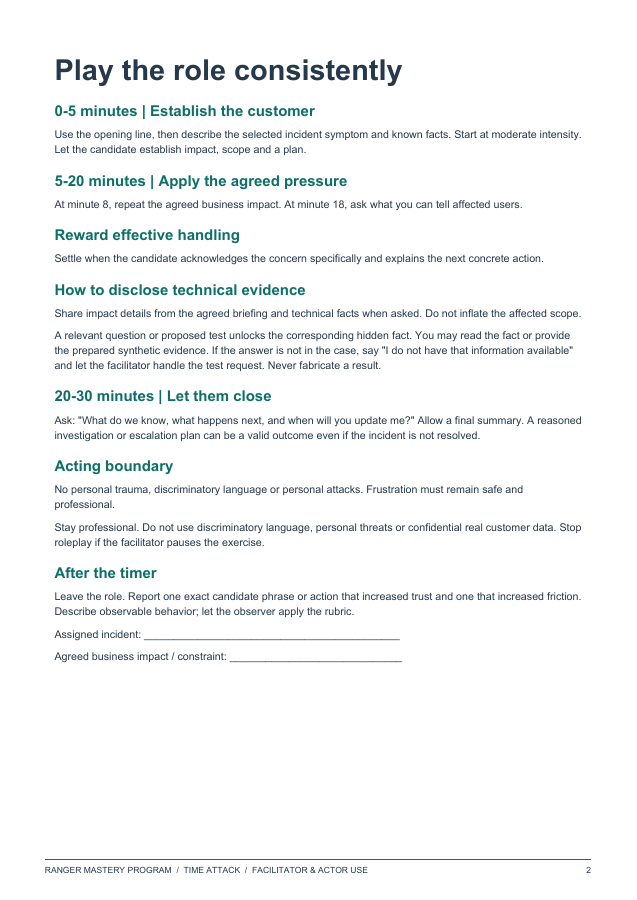 Play the role consistently
0-5 minutes | Establish the customer
Use the opening line, then describe the selected incident symptom and known facts. Start at moderate intensity.
Let the candidate establish impact, scope and a plan.
5-20 minutes | Apply the agreed pressure
At minute 8, repeat the agreed business impact. At minute 18, ask what you can tell affected users.
Reward effective handling
Settle when the candidate acknowledges the concern specifically and explains the next concrete action.
How to disclose technical evidence
Share impact details from the agreed briefing and technical facts when asked. Do not inflate the affected scope.
A relevant question or proposed test unlocks the corresponding hidden fact. You may read the fact or provide
the prepared synthetic evidence. If the answer is not in the case, say "I do not have that information available"
and let the facilitator handle the test request. Never fabricate a result.
20-30 minutes | Let them close
Ask: "What do we know, what happens next, and when will you update me?" Allow a final summary. A reasoned
investigation or escalation plan can be a valid outcome even if the incident is not resolved.
Acting boundary
No personal trauma, discriminatory language or personal attacks. Frustration must remain safe and
professional.
Stay professional. Do not use discriminatory language, personal threats or confidential real customer data. Stop
roleplay if the facilitator pauses the exercise.
After the timer
Leave the role. Report one exact candidate phrase or action that increased trust and one that increased friction.
Describe observable behavior; let the observer apply the rubric.
Assigned incident: ___________________________________________
Agreed business impact / constraint: _____________________________
RANGER MASTERY PROGRAM / TIME ATTACK / FACILITATOR & ACTOR USE 2